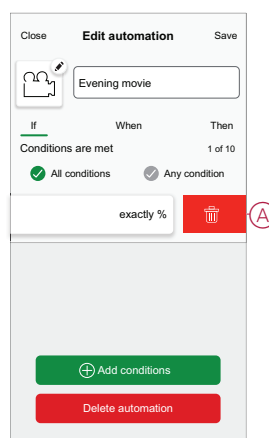 Close Edit automation Save
Evening movie
If When Then
Conditions are met 1 of 10
All conditions Any condition
exactly %
A
Add conditions
Delete automation